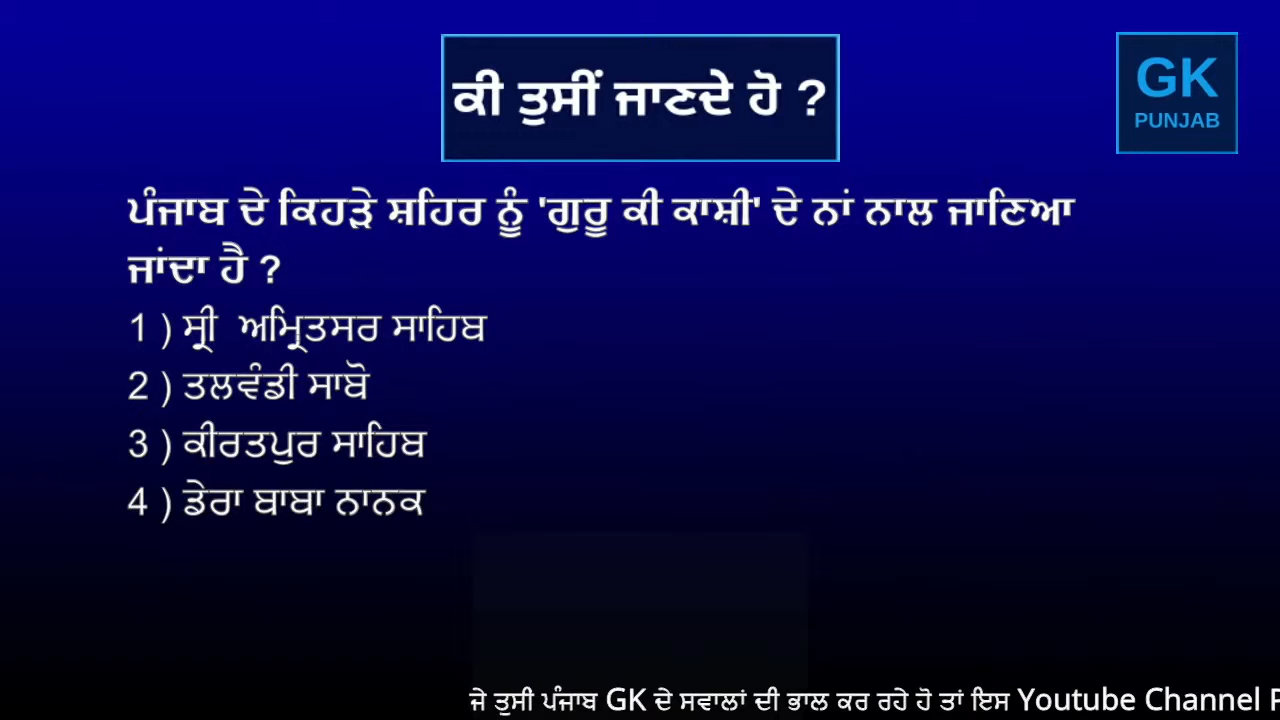 ਕੀ ਤੁਸੀਂ ਜਾਣਦੇ ਹੋ ?
GK
PUNJAB
ਪੰਜਾਬ ਦੇ ਕਿਹੜੇ ਸ਼ਹਿਰ ਨੂੰ 'ਗੁਰੂ ਕੀ ਕਾਸ਼ੀ' ਦੇ ਨਾਂ ਨਾਲ ਜਾਣਿਆ
ਜਾਂਦਾ ਹੈ ?
1 ) ਸ੍ਰੀ ਅਮ੍ਰਿਤਸਰ ਸਾਹਿਬ
2 ) ਤਲਵੰਡੀ ਸਾਬੋ
3 ) ਕੀਰਤਪੁਰ ਸਾਹਿਬ
4 ) ਡੇਰਾ ਬਾਬਾ ਨਾਨਕ
ਜੇ ਤੁਸੀ ਪੰਜਾਬ GK ਦੇ ਸਵਾਲਾਂ ਦੀ ਭਾਲ ਕਰ ਰਹੇ ਹੋ ਤਾਂ ਇਸ Youtube Channel